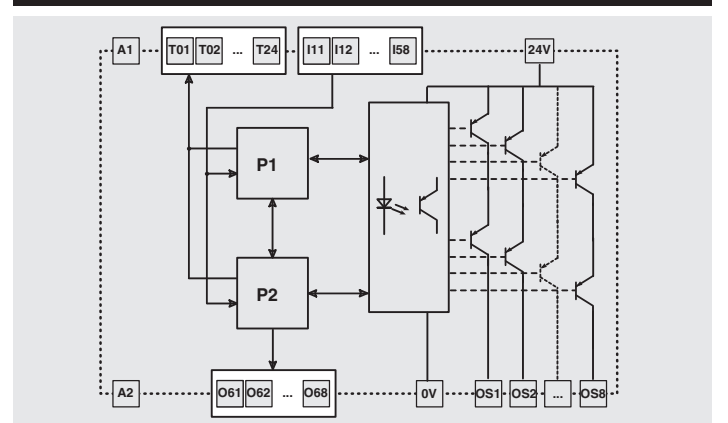 A1 T01 T02 ... T24 I11 I12 ... I58 24V
P1
P2
A2 O61 O62 ... O68 0V OS1 OS2 ... OS8